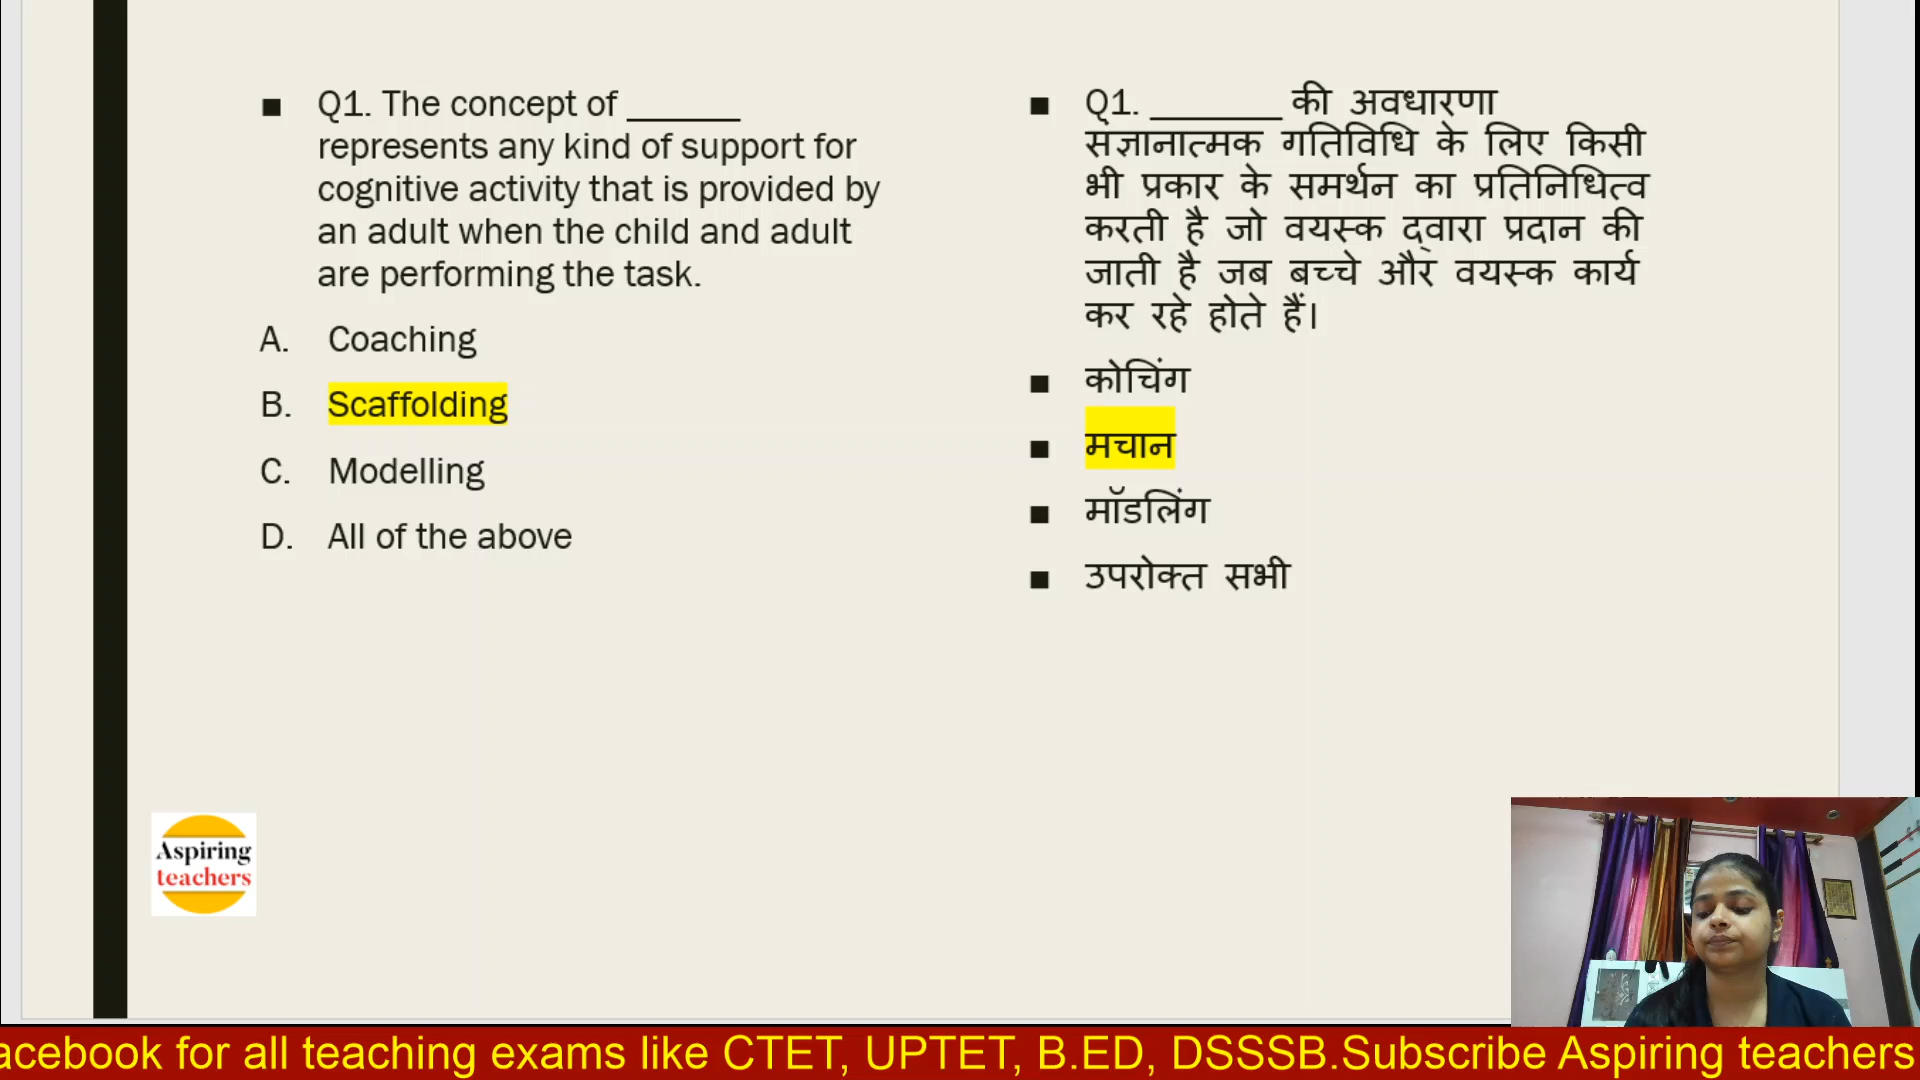 Q1. The concept of ______
represents any kind of support for
cognitive activity that is provided by
an adult when the child and adult
are performing the task.
A. Coaching
B. Scaffolding
C. Modelling
D. All of the above
Q1. _______ की अवधारणा
संज्ञानात्मक गतिविधि के लिए किसी
भी प्रकार के समर्थन का प्रतिनिधित्व
करती है जो वयस्क द्वारा प्रदान की
जाती है जब बच्चे और वयस्क कार्य
कर रहे होते हैं।
कोचिंग
मचान
मॉडलिंग
उपरोक्त सभी
Aspiring
teachers
acebook for all teaching exams like CTET, UPTET, B.ED, DSSSB.Subscribe Aspiring teachers